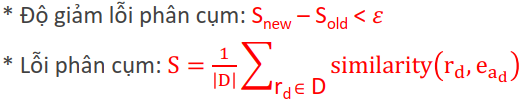 * Độ giảm lỗi phân cụm: S_new – S_old < ε
* Lỗi phân cụm: S = 1/|D| ∑_{r_d ∈ D} similarity(r_d, e_{a_d})